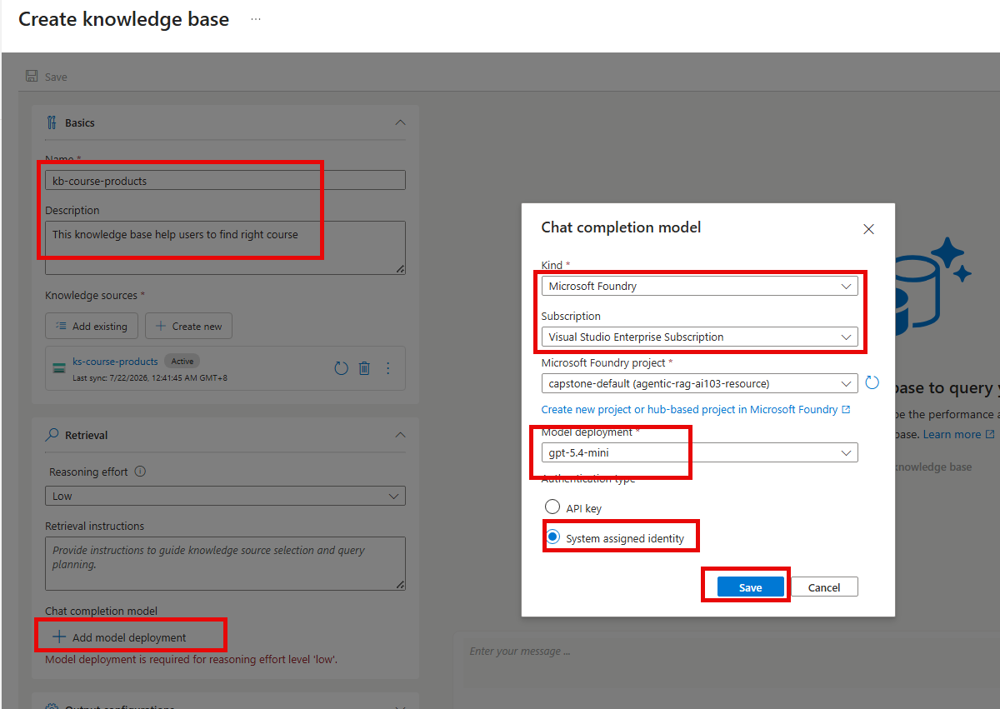 Create knowledge base ...
Save
Basics
Name *
kb-course-products
Description
This knowledge base help users to find right course
Knowledge sources *
Add existing
Create new
ks-course-products Active
Last sync: 7/22/2026, 12:41:45 AM GMT+8
Retrieval
Reasoning effort
Low
Retrieval instructions
Provide instructions to guide knowledge source selection and query
planning.
Chat completion model
Add model deployment
Model deployment is required for reasoning effort level 'low'.
Output configurations
Chat completion model
Kind *
Microsoft Foundry
Subscription
Visual Studio Enterprise Subscription
Microsoft Foundry project *
capstone-default (agentic-rag-ai103-resource)
Create new project or hub-based project in Microsoft Foundry
Model deployment *
gpt-5.4-mini
Authentication type
API key
System assigned identity
Save
Cancel
base to query
be the performance
base. Learn more
knowledge base
Enter your message ...